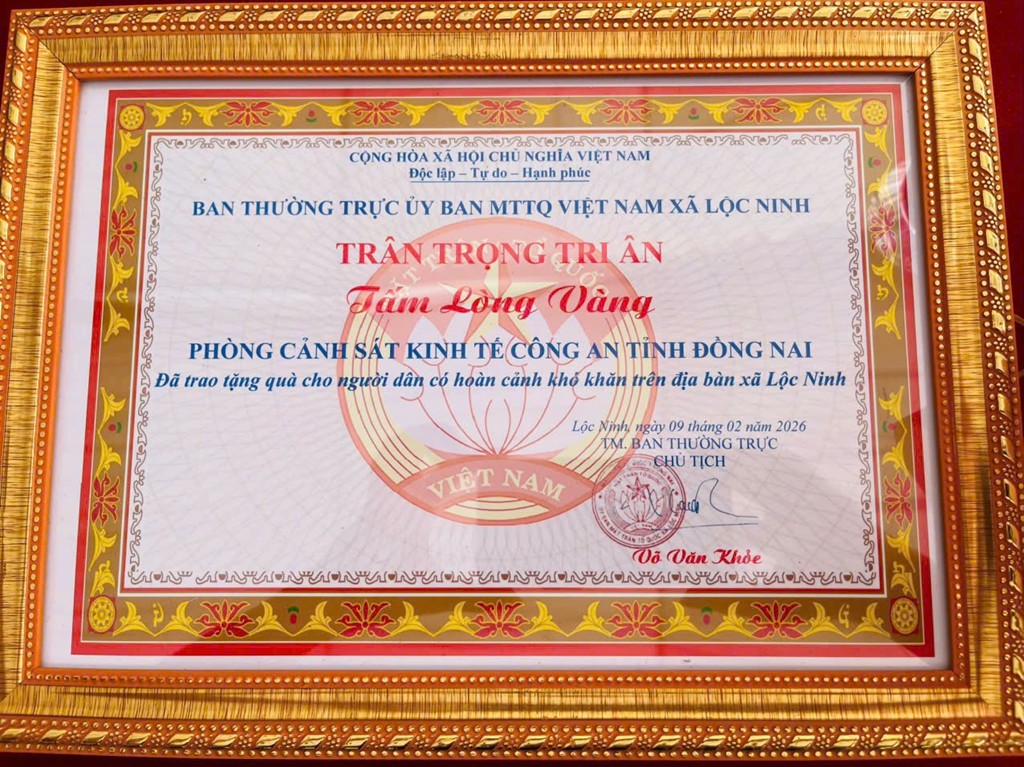 CỘNG HÒA XÃ HỘI CHỦ NGHĨA VIỆT NAM
Độc lập – Tự do – Hạnh phúc
BAN THƯỜNG TRỰC ỦY BAN MTTQ VIỆT NAM XÃ LỘC NINH
TRÂN TRỌNG TRI ÂN
Tấm Lòng Vàng
PHÒNG CẢNH SÁT KINH TẾ CÔNG AN TỈNH ĐỒNG NAI
Đã trao tặng quà cho người dân có hoàn cảnh khó khăn trên địa bàn xã Lộc Ninh
Lộc Ninh, ngày 09 tháng 02 năm 2026
TM. BAN THƯỜNG TRỰC
CHỦ TỊCH
VIỆT NAM
Võ Văn Khỏe